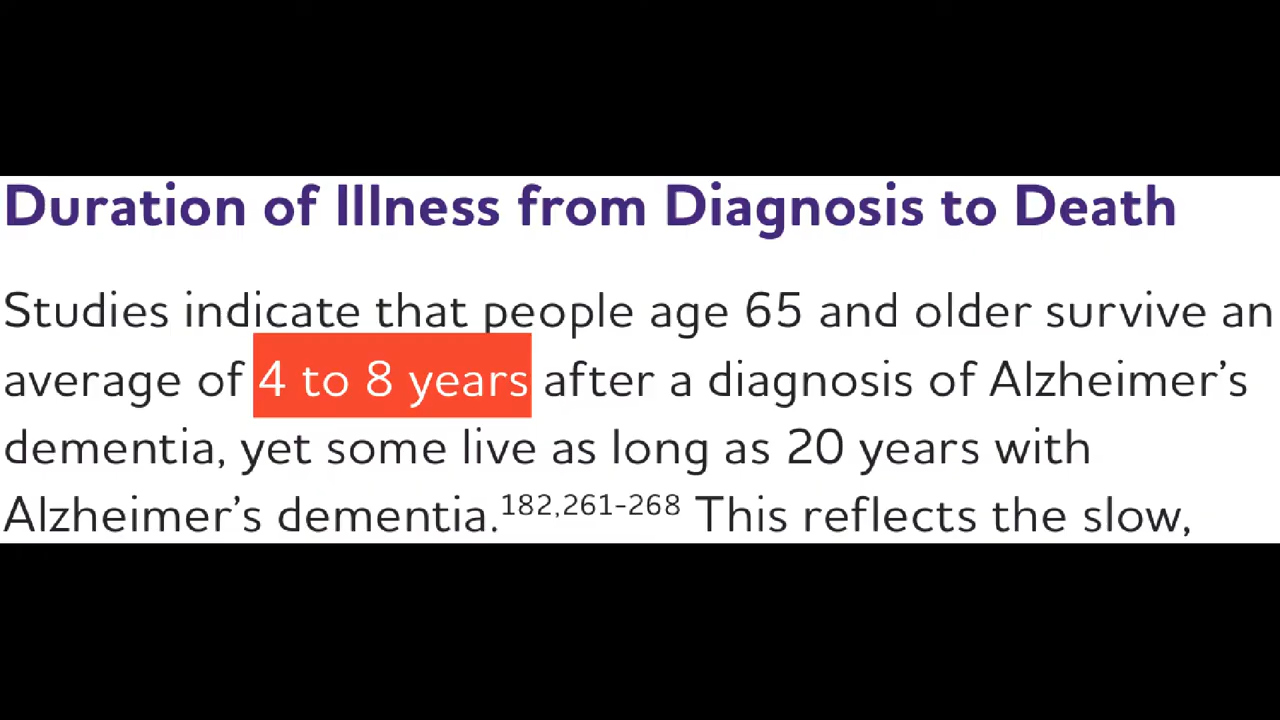 Duration of Illness from Diagnosis to Death
Studies indicate that people age 65 and older survive an
average of 4 to 8 years after a diagnosis of Alzheimer’s
dementia, yet some live as long as 20 years with
Alzheimer’s dementia.182,261-268 This reflects the slow,